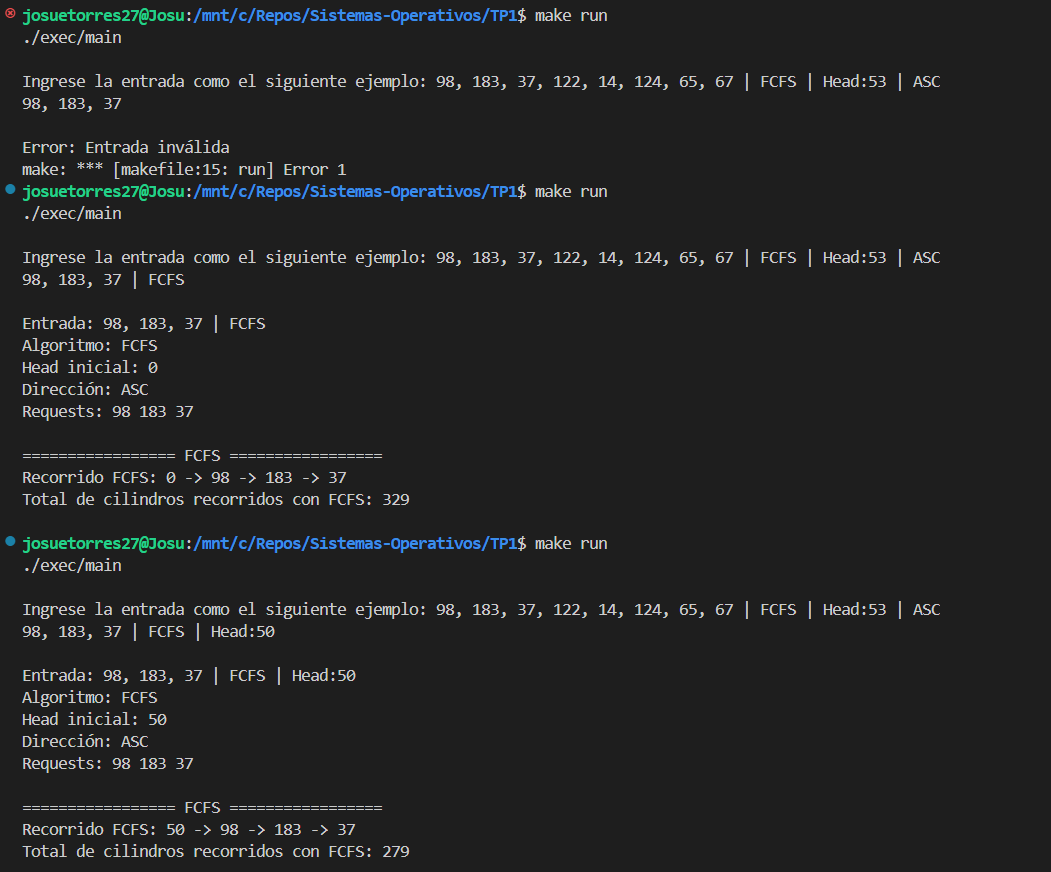 josuetorres27@Josu:/mnt/c/Repos/Sistemas-Operativos/TP1$ make run
./exec/main
Ingrese la entrada como el siguiente ejemplo: 98, 183, 37, 122, 14, 124, 65, 67 | FCFS | Head:53 | ASC
98, 183, 37
Error: Entrada inválida
make: *** [makefile:15: run] Error 1
josuetorres27@Josu:/mnt/c/Repos/Sistemas-Operativos/TP1$ make run
./exec/main
Ingrese la entrada como el siguiente ejemplo: 98, 183, 37, 122, 14, 124, 65, 67 | FCFS | Head:53 | ASC
98, 183, 37 | FCFS
Entrada: 98, 183, 37 | FCFS
Algoritmo: FCFS
Head inicial: 0
Dirección: ASC
Requests: 98 183 37
================= FCFS =================
Recorrido FCFS: 0 -> 98 -> 183 -> 37
Total de cilindros recorridos con FCFS: 329
josuetorres27@Josu:/mnt/c/Repos/Sistemas-Operativos/TP1$ make run
./exec/main
Ingrese la entrada como el siguiente ejemplo: 98, 183, 37, 122, 14, 124, 65, 67 | FCFS | Head:53 | ASC
98, 183, 37 | FCFS | Head:50
Entrada: 98, 183, 37 | FCFS | Head:50
Algoritmo: FCFS
Head inicial: 50
Dirección: ASC
Requests: 98 183 37
================= FCFS =================
Recorrido FCFS: 50 -> 98 -> 183 -> 37
Total de cilindros recorridos con FCFS: 279